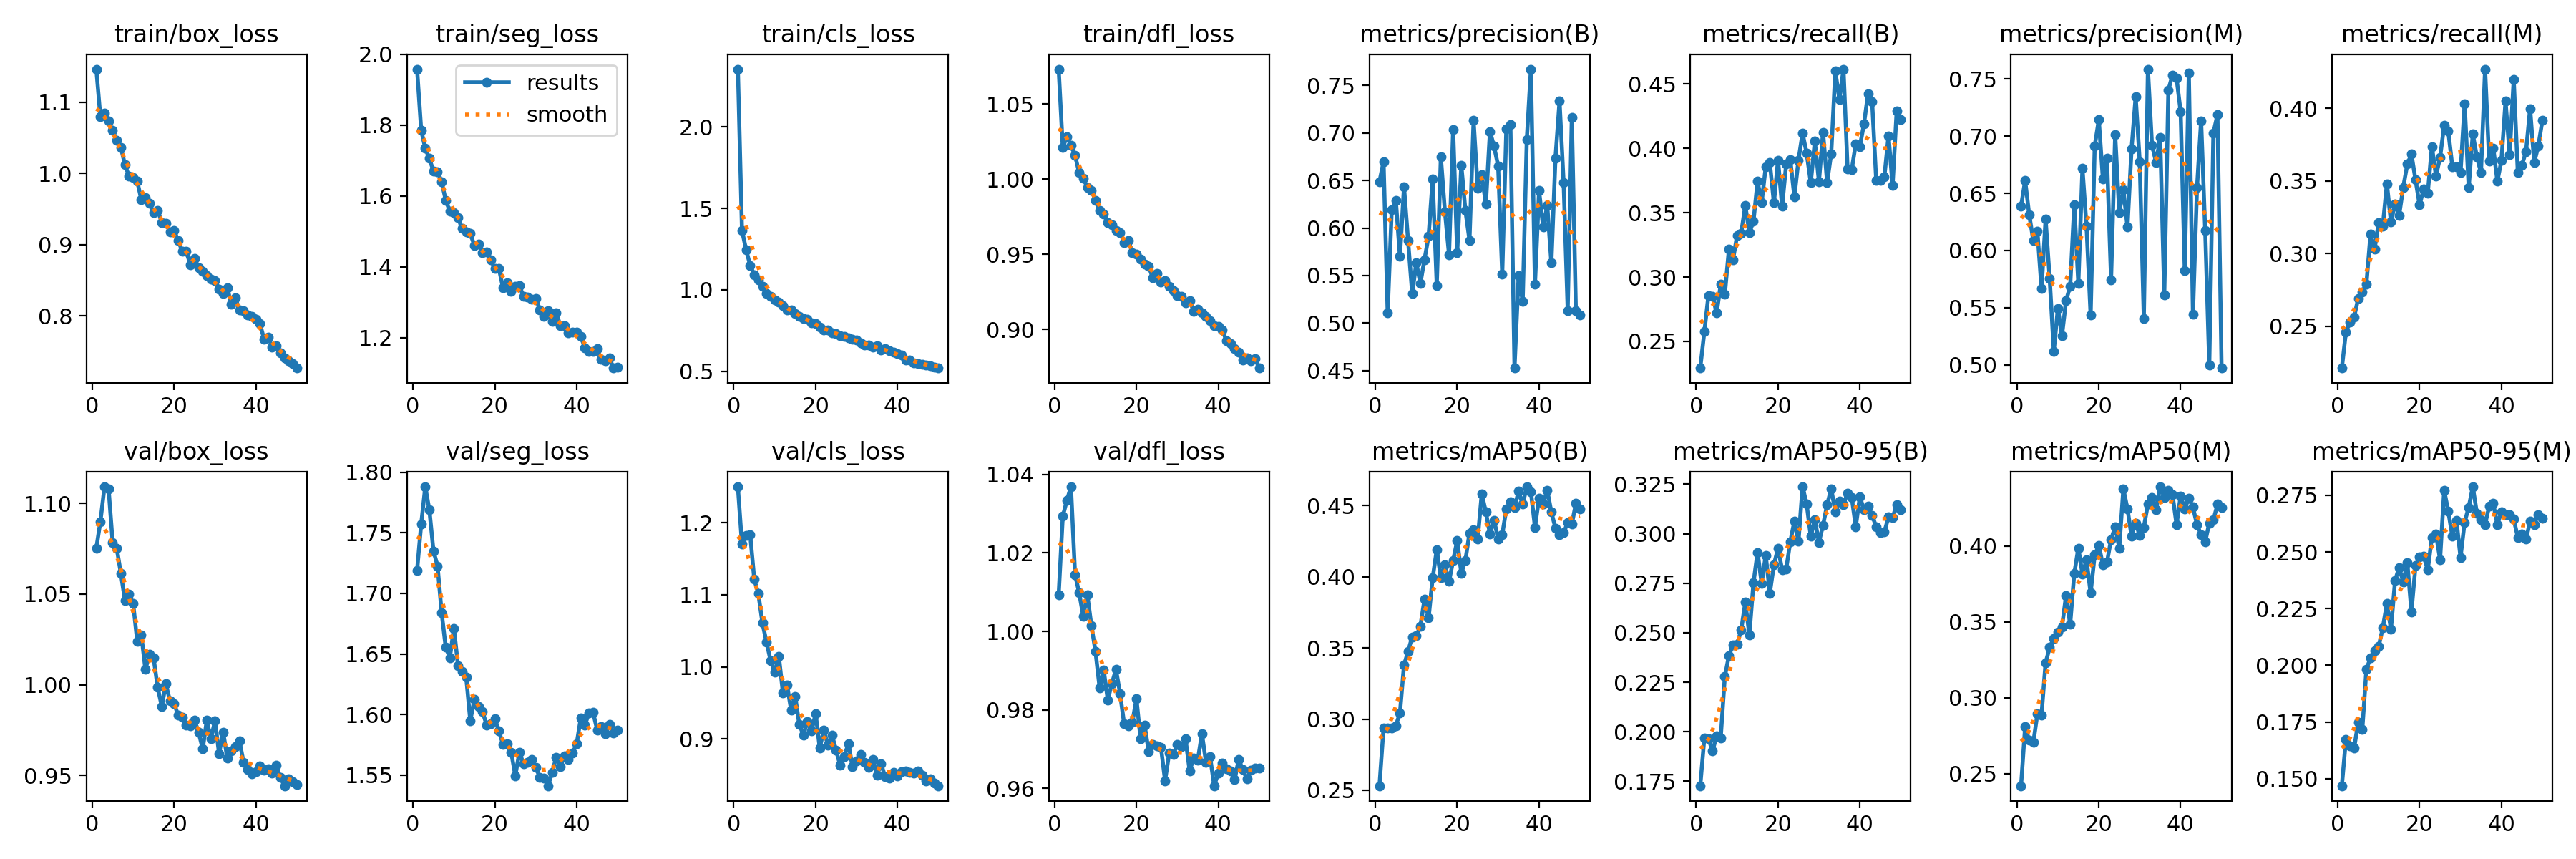 train/box_loss
train/seg_loss
train/cls_loss
train/dfl_loss
metrics/precision(B)
metrics/recall(B)
metrics/precision(M)
metrics/recall(M)
1.1
1.0
0.9
0.8
0 20 40
2.0
1.8
1.6
1.4
1.2
0 20 40
results
smooth
2.0
1.5
1.0
0.5
0 20 40
1.05
1.00
0.95
0.90
0 20 40
0.75
0.70
0.65
0.60
0.55
0.50
0.45
0 20 40
0.45
0.40
0.35
0.30
0.25
0 20 40
0.75
0.70
0.65
0.60
0.55
0.50
0 20 40
0.40
0.35
0.30
0.25
0 20 40
val/box_loss
val/seg_loss
val/cls_loss
val/dfl_loss
metrics/mAP50(B)
metrics/mAP50-95(B)
metrics/mAP50(M)
metrics/mAP50-95(M)
1.10
1.05
1.00
0.95
0 20 40
1.80
1.75
1.70
1.65
1.60
1.55
0 20 40
1.2
1.1
1.0
0.9
0 20 40
1.04
1.02
1.00
0.98
0.96
0 20 40
0.45
0.40
0.35
0.30
0.25
0 20 40
0.325
0.300
0.275
0.250
0.225
0.200
0.175
0 20 40
0.40
0.35
0.30
0.25
0 20 40
0.275
0.250
0.225
0.200
0.175
0.150
0 20 40